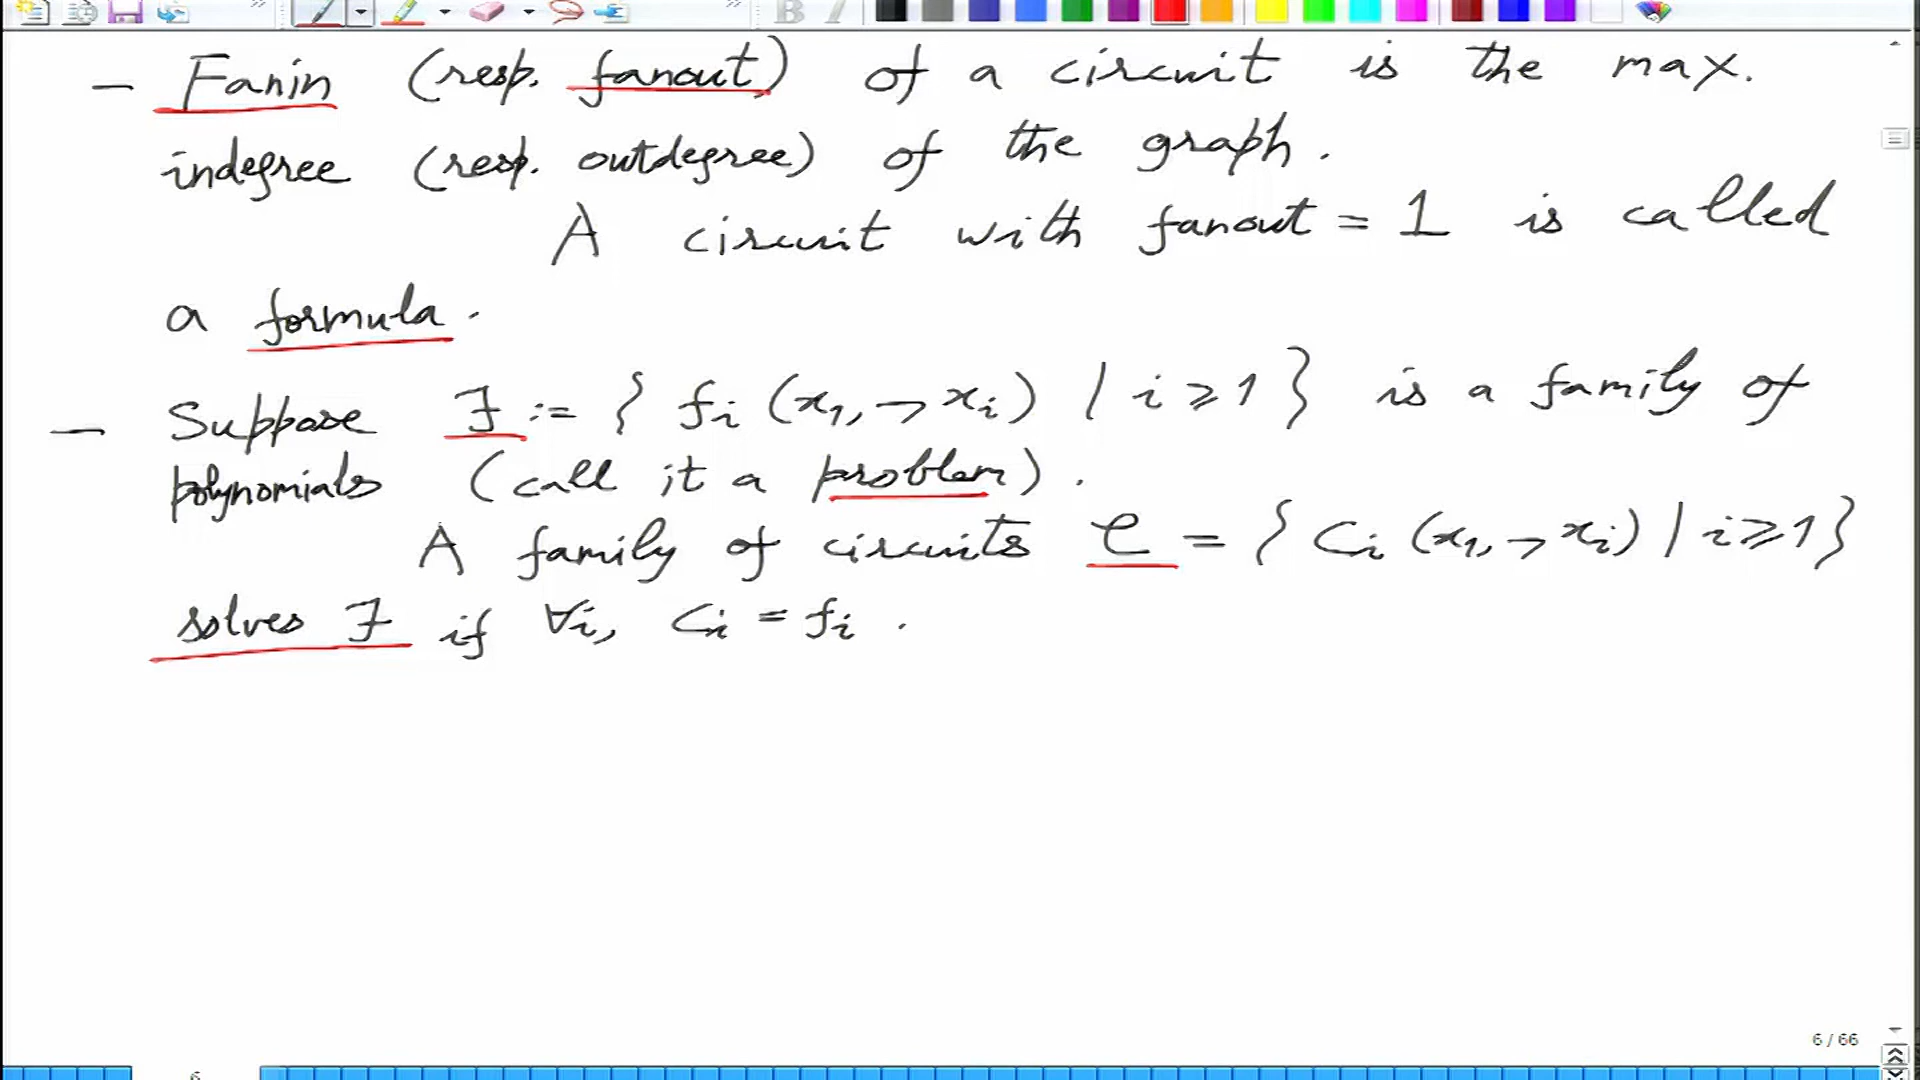 - Fanin (resp. fanout) of a circuit is the max.
indegree (resp. outdegree) of the graph.
A circuit with fanout = 1 is called
a formula.
- Suppose F := { fi (x1, → xi) | i ≥ 1 } is a family of
polynomials (call it a problem).
A family of circuits C = { Ci (x1, → xi) | i ≥ 1 }
solves F if ∀i, Ci = fi .
6 / 66
6